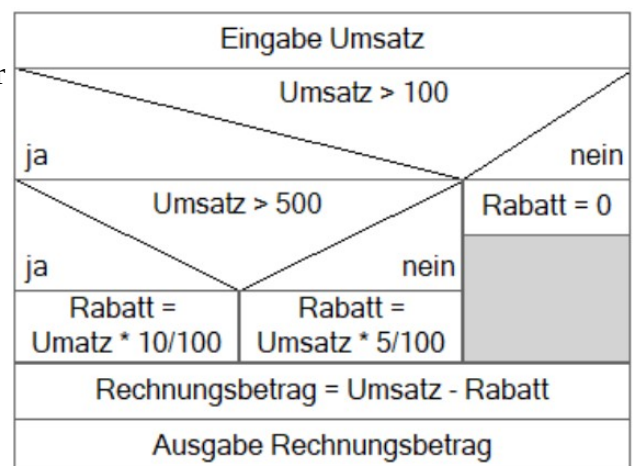 Eingabe Umsatz
r
Umsatz > 100
ja
nein
Umsatz > 500
Rabatt = 0
ja
nein
Rabatt =
Umatz * 10/100
Rabatt =
Umsatz * 5/100
Rechnungsbetrag = Umsatz - Rabatt
Ausgabe Rechnungsbetrag